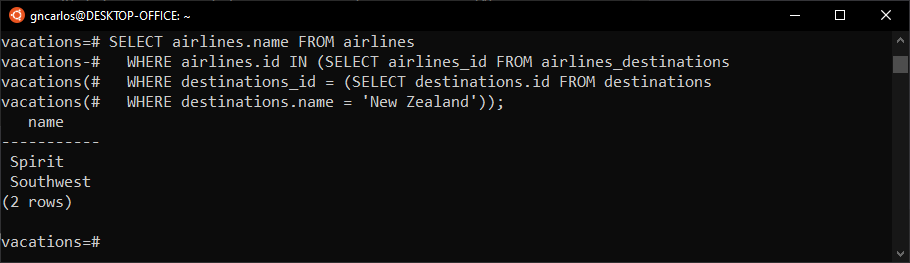 gncarlos@DESKTOP-OFFICE: ~
vacations=# SELECT airlines.name FROM airlines
vacations-#   WHERE airlines.id IN (SELECT airlines_id FROM airlines_destinations
vacations(#   WHERE destinations_id = (SELECT destinations.id FROM destinations
vacations(#   WHERE destinations.name = 'New Zealand'));
   name
-----------
 Spirit
 Southwest
(2 rows)

vacations=#